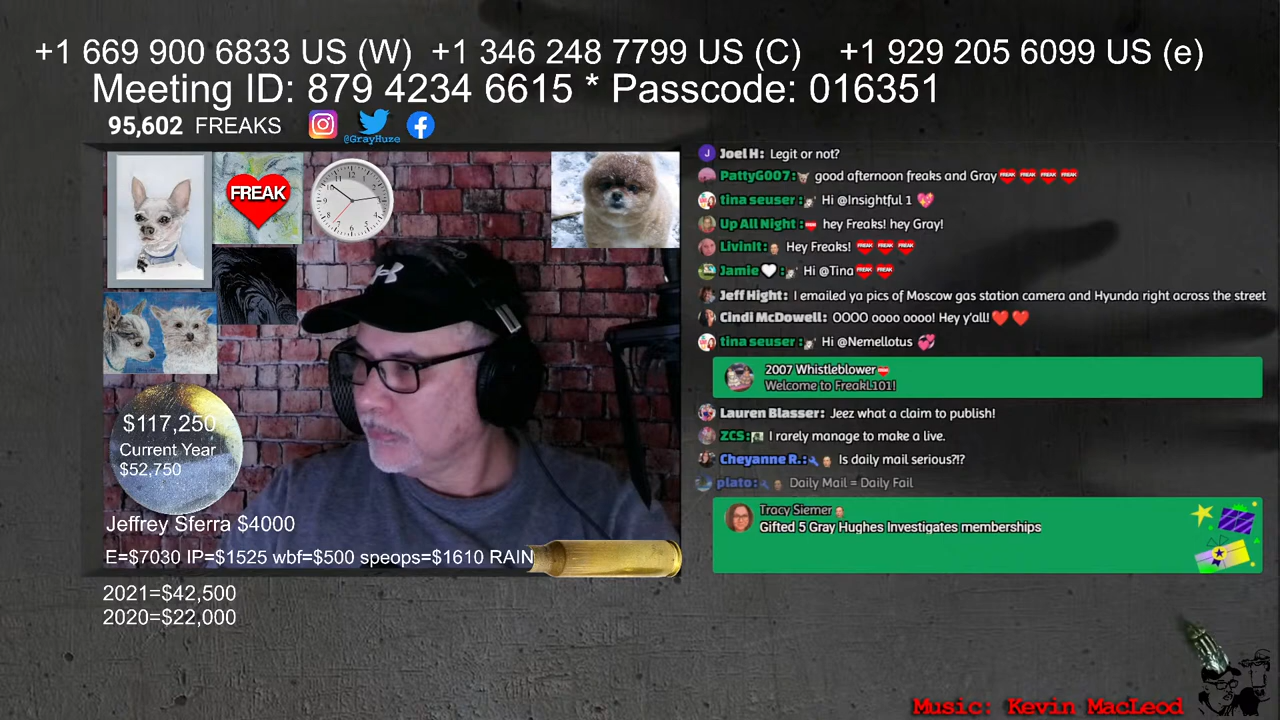 +1 669 900 6833 US (W) +1 346 248 7799 US (C) +1 929 205 6099 US (e)
Meeting ID: 879 4234 6615 * Passcode: 016351
95,602 FREAKS
@GrayHuze
FREAK
$117,250
Current Year
$52,750
Jeffrey Sferra $4000
E=$7030 IP=$1525 wbf=$500 speops=$1610 RAIN
2021=$42,500
2020=$22,000
Joel H: Legit or not?
PattyG007: good afternoon freaks and Gray
tina seuser: Hi @Insightful 1 💖
Up All Night: hey Freaks! hey Gray!
LivinIt: Hey Freaks!
Jamie🤍: Hi @Tina
Jeff Hight: I emailed ya pics of Moscow gas station camera and Hyunda right across the street
Cindi McDowell: OOOO oooo oooo! Hey y'all! ❤️ ❤️
tina seuser: Hi @Nemellotus 💞
2007 Whistleblower
Welcome to FreakL101!
Lauren Blasser: Jeez what a claim to publish!
ZCS: I rarely manage to make a live.
Cheyanne R.: Is daily mail serious?!?
plato: Daily Mail = Daily Fail
Tracy Siemer
Gifted 5 Gray Hughes Investigates memberships
Music: Kevin MacLeod